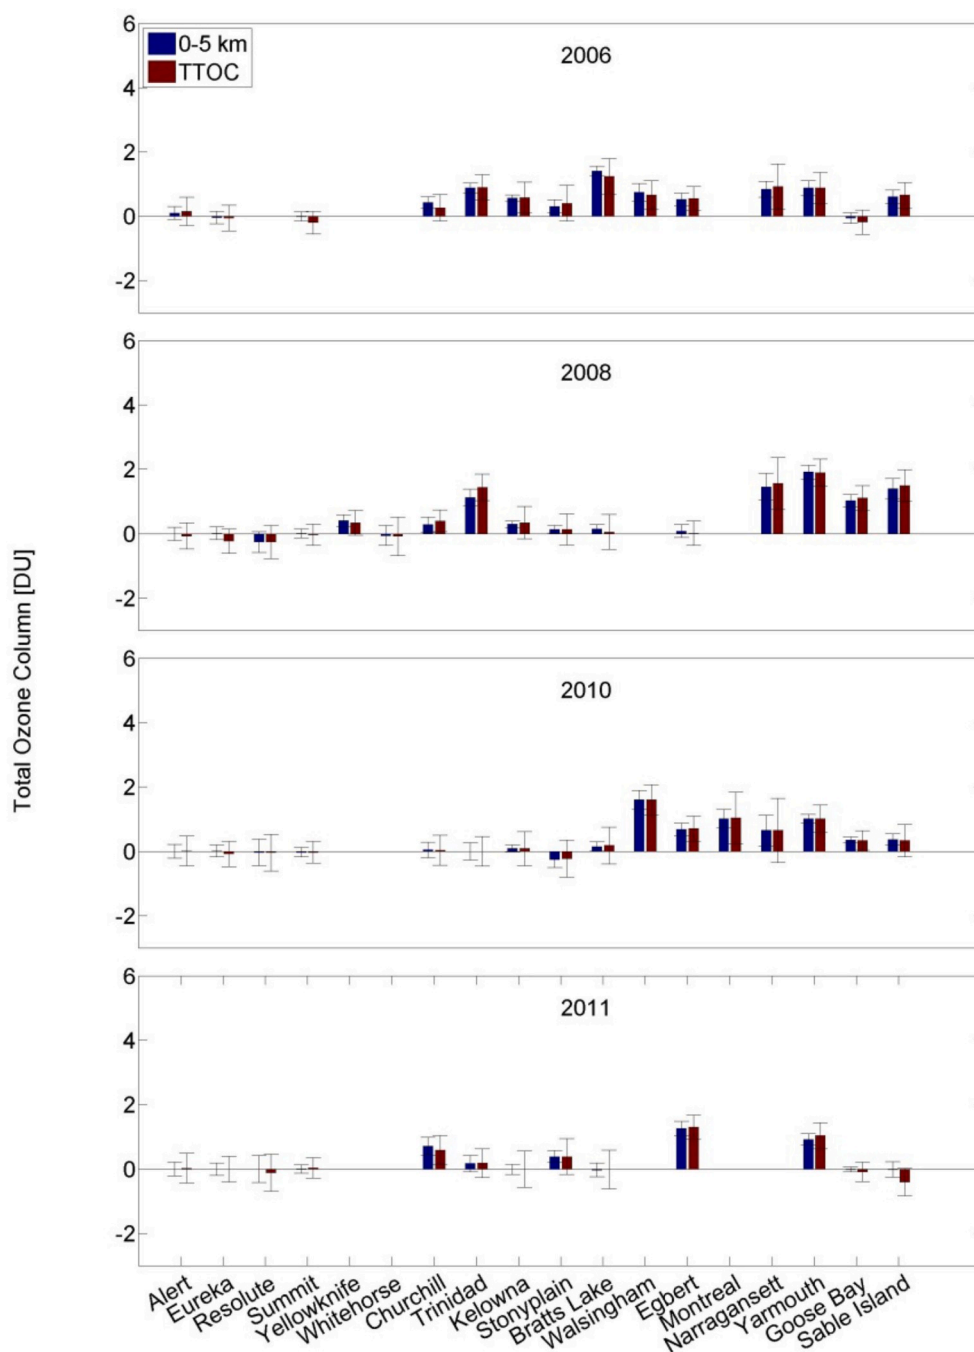 6
4
2
0
-2
0-5 km
TTOC
2006
6
4
2
0
-2
2008
Total Ozone Column [DU]
6
4
2
0
-2
2010
6
4
2
0
-2
2011
Alert
Eureka
Resolute
Summit
Yellowknife
Whitehorse
Churchill
Trinidad
Kelowna
Stonyplain
Bratts Lake
Walsingham
Egbert
Montreal
Narragansett
Yarmouth
Goose Bay
Sable Island